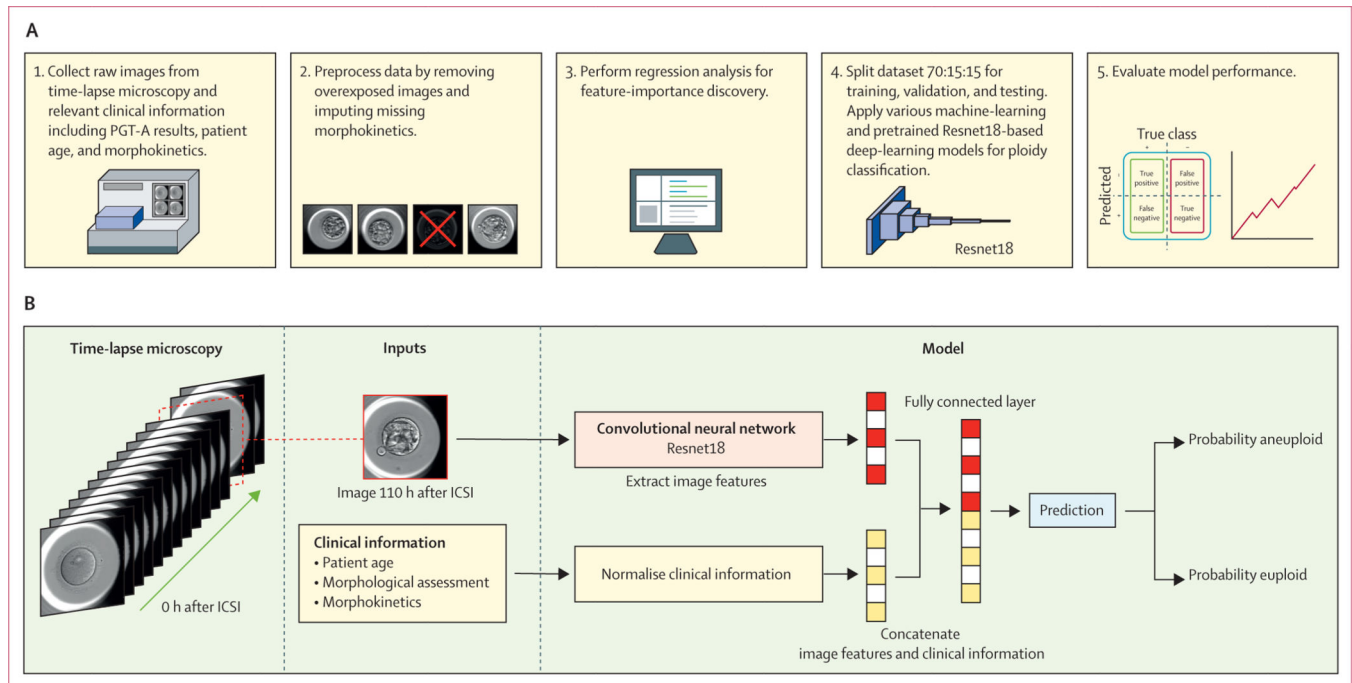 A
1. Collect raw images from
time-lapse microscopy and
relevant clinical information
including PGT-A results, patient
age, and morphokinetics.
2. Preprocess data by removing
overexposed images and
imputing missing
morphokinetics.
3. Perform regression analysis for
feature-importance discovery.
4. Split dataset 70:15:15 for
training, validation, and testing.
Apply various machine-learning
and pretrained Resnet18-based
deep-learning models for ploidy
classification.
Resnet18
5. Evaluate model performance.
True class
+ -
Predicted
True
positive
False
positive
False
negative
True
negative
B
Time-lapse microscopy
0 h after ICSI
Inputs
Image 110 h after ICSI
Clinical information
• Patient age
• Morphological assessment
• Morphokinetics
Model
Convolutional neural network
Resnet18
Extract image features
Normalise clinical information
Fully connected layer
Concatenate
image features and clinical information
Prediction
Probability aneuploid
Probability euploid